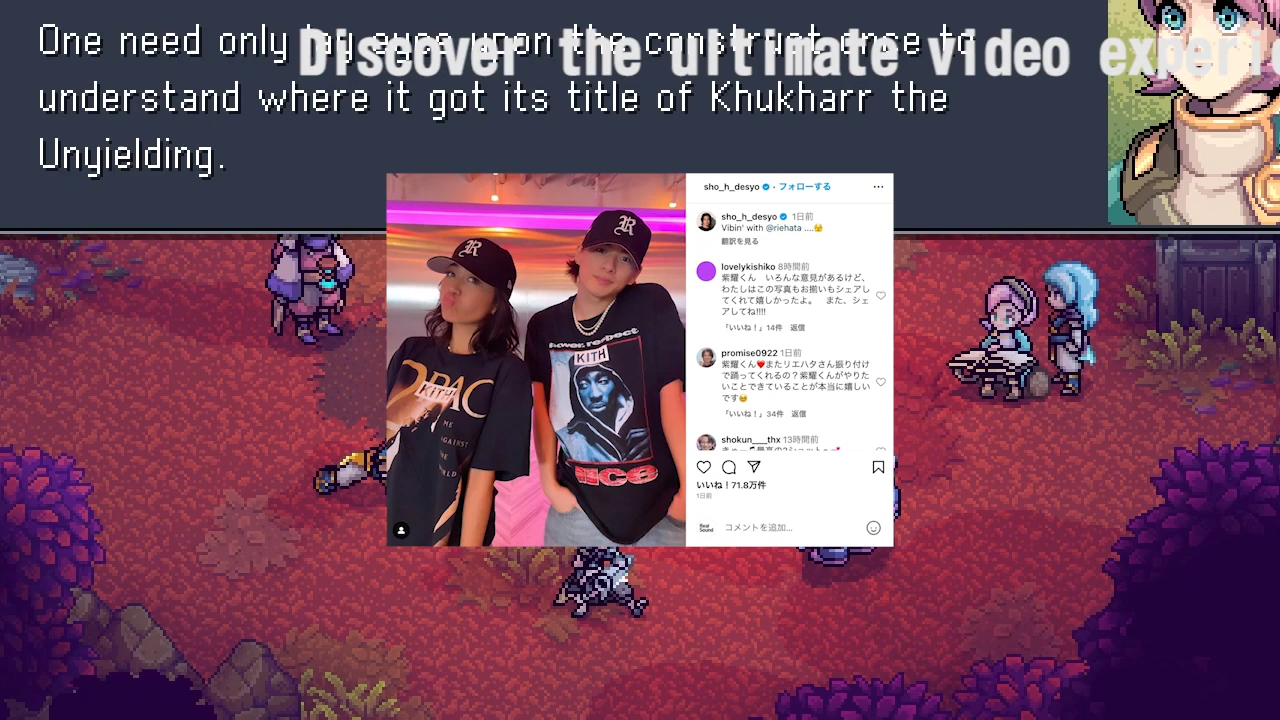 One need only lay eyes upon the construct once to
understand where it got its title of Khukharr the
Unyielding.
Discover the ultimate video experi
sho_h_desyo • フォローする
sho_h_desyo 1日前
Vibin' with @riehata ....😌
翻訳を見る
lovelykishiko 8時間前
紫耀くん　いろんな意見があるけど、
わたしはこの写真もお揃いもシェアし
てくれて嬉しかったよ。　また、シェ
アしてね!!!!
「いいね！」14件 返信
promise0922 1日前
紫耀くん❤️またリエハタさん振り付け
で踊ってくれるの？紫耀くんがやりた
いことできていることが本当に嬉しい
です😊
「いいね！」34件 返信
shokun___thx 13時間前
いいね！71.8万件
1日前
Real
Sound
コメントを追加...
R
R
2PAC
KITH
ME
AGAINST
THE
WORLD
power, respect
KITH